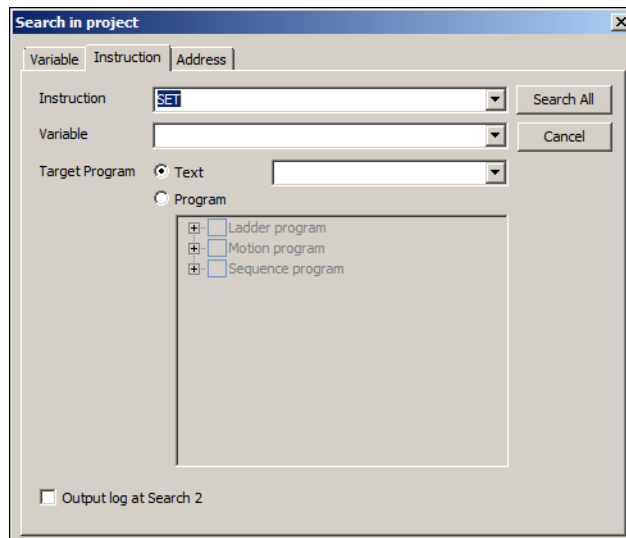 Search in project
Variable Instruction Address
Instruction SET Search All
Variable Cancel
Target Program Text
Program
Ladder program
Motion program
Sequence program
Output log at Search 2